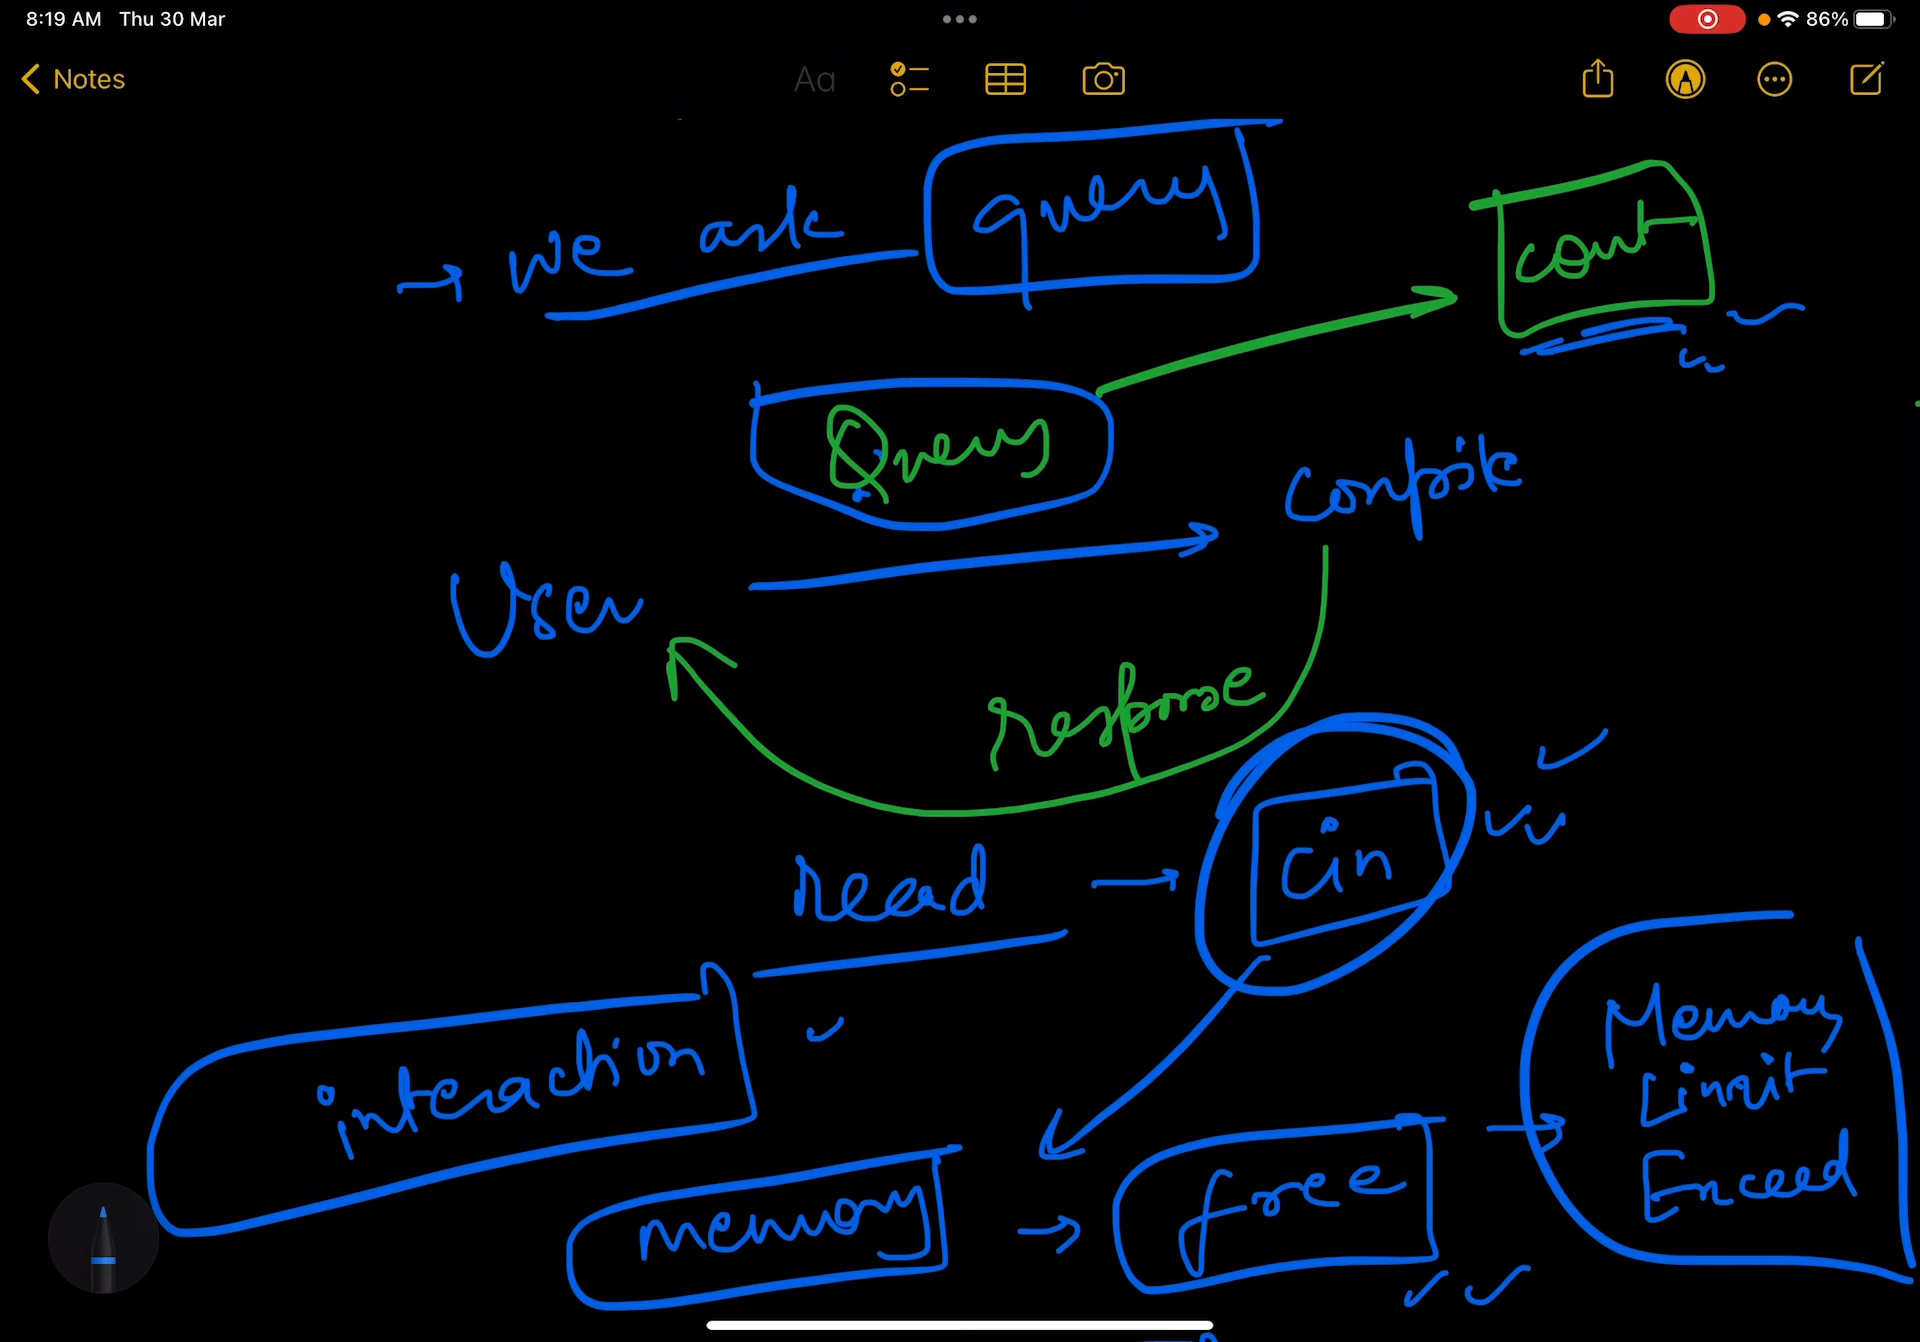 8:19 AM Thu 30 Mar
86%
Notes
Aa
→ we ask query
cout
Query
User
response
read → cin
interaction
memory → free → Memory
Limit
Exceed